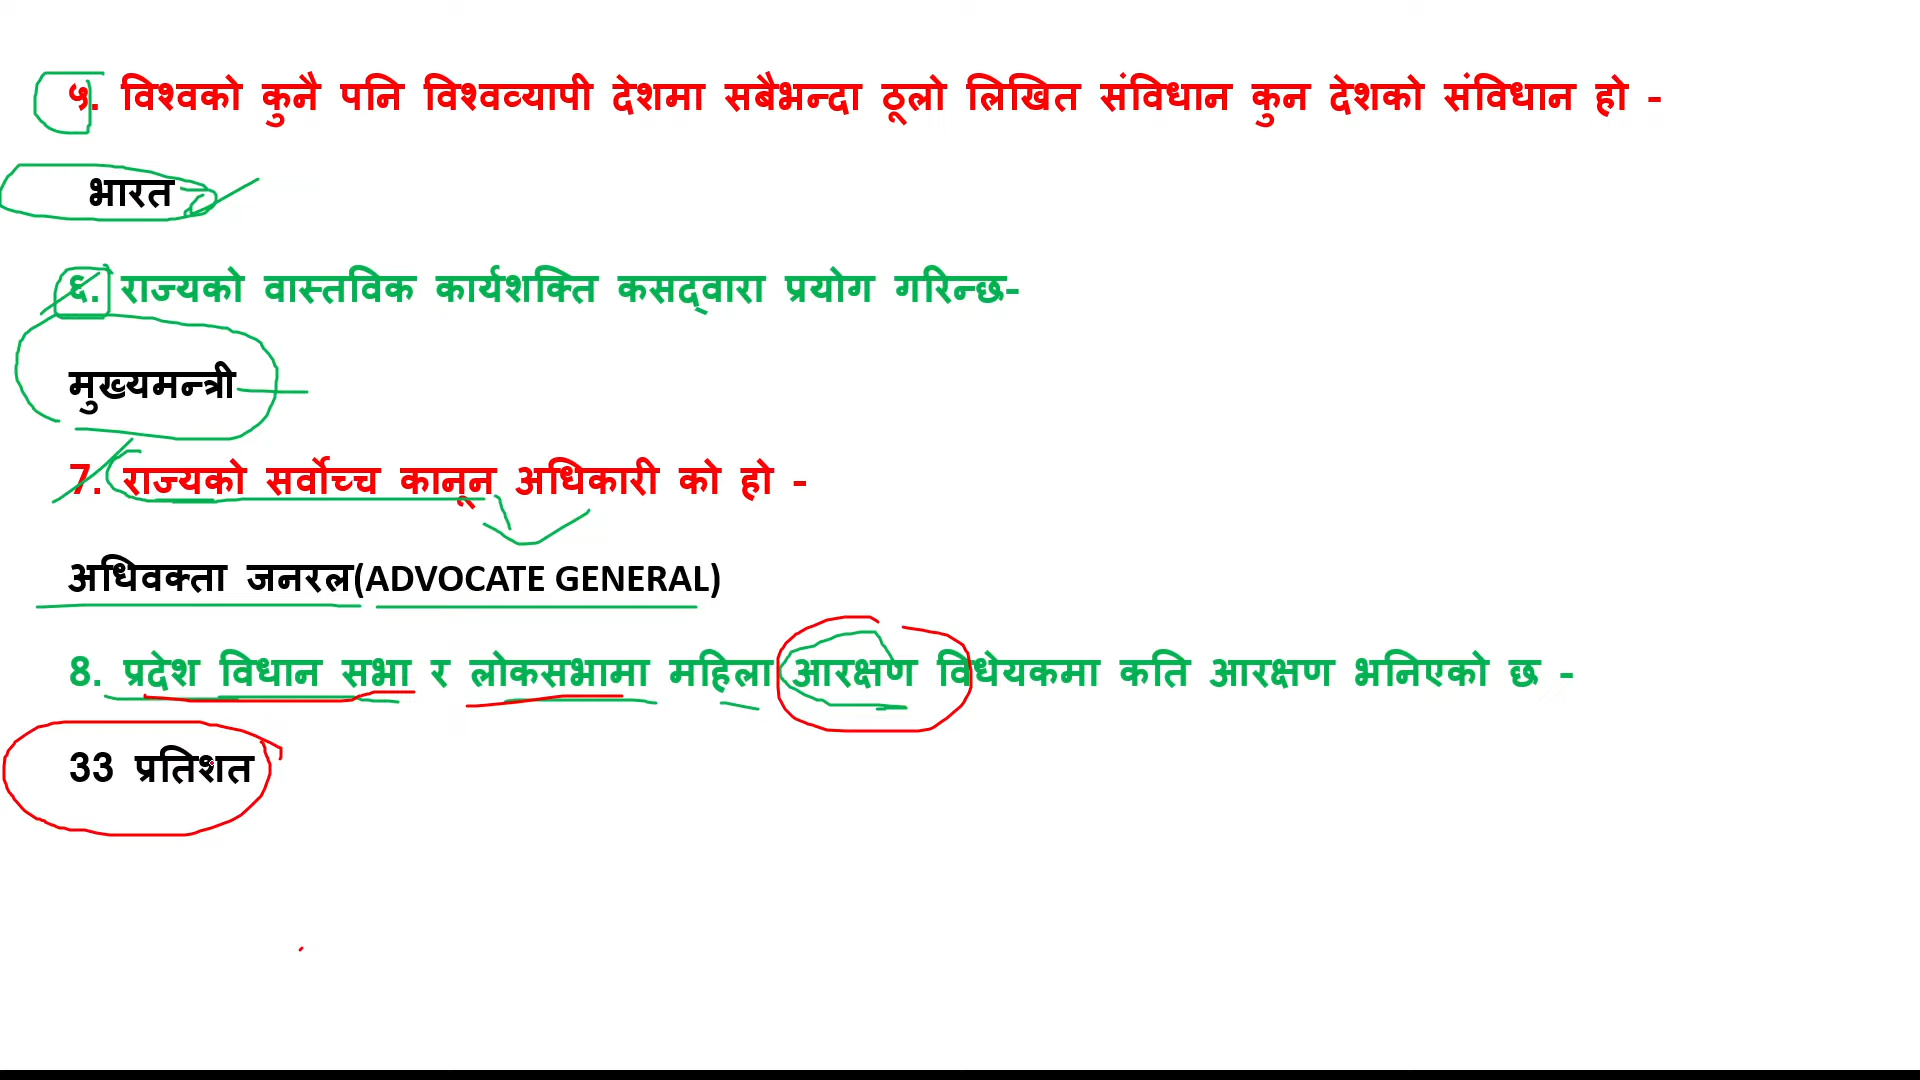 ५. विश्वको कुनै पनि विश्वव्यापी देशमा सबैभन्दा ठूलो लिखित संविधान कुन देशको संविधान हो -
भारत
६. राज्यको वास्तविक कार्यशक्ति कसद्वारा प्रयोग गरिन्छ-
मुख्यमन्त्री
7. राज्यको सर्वोच्च कानून अधिकारी को हो -
अधिवक्ता जनरल(ADVOCATE GENERAL)
8. प्रदेश विधान सभा र लोकसभामा महिला आरक्षण विधेयकमा कति आरक्षण भनिएको छ -
33 प्रतिशत